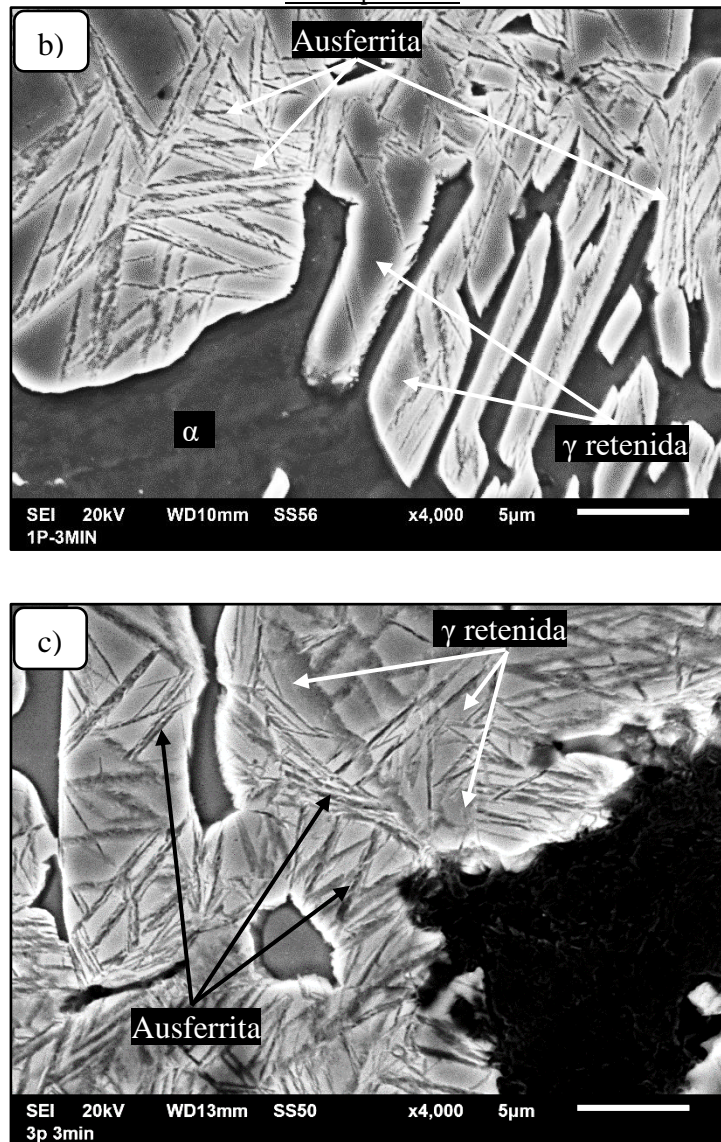 b)
Ausferrita
α
γ retenida
SEI 20kV WD10mm SS56 x4,000 5µm
1P-3MIN
c)
γ retenida
Ausferrita
SEI 20kV WD13mm SS50 x4,000 5µm
3p 3min